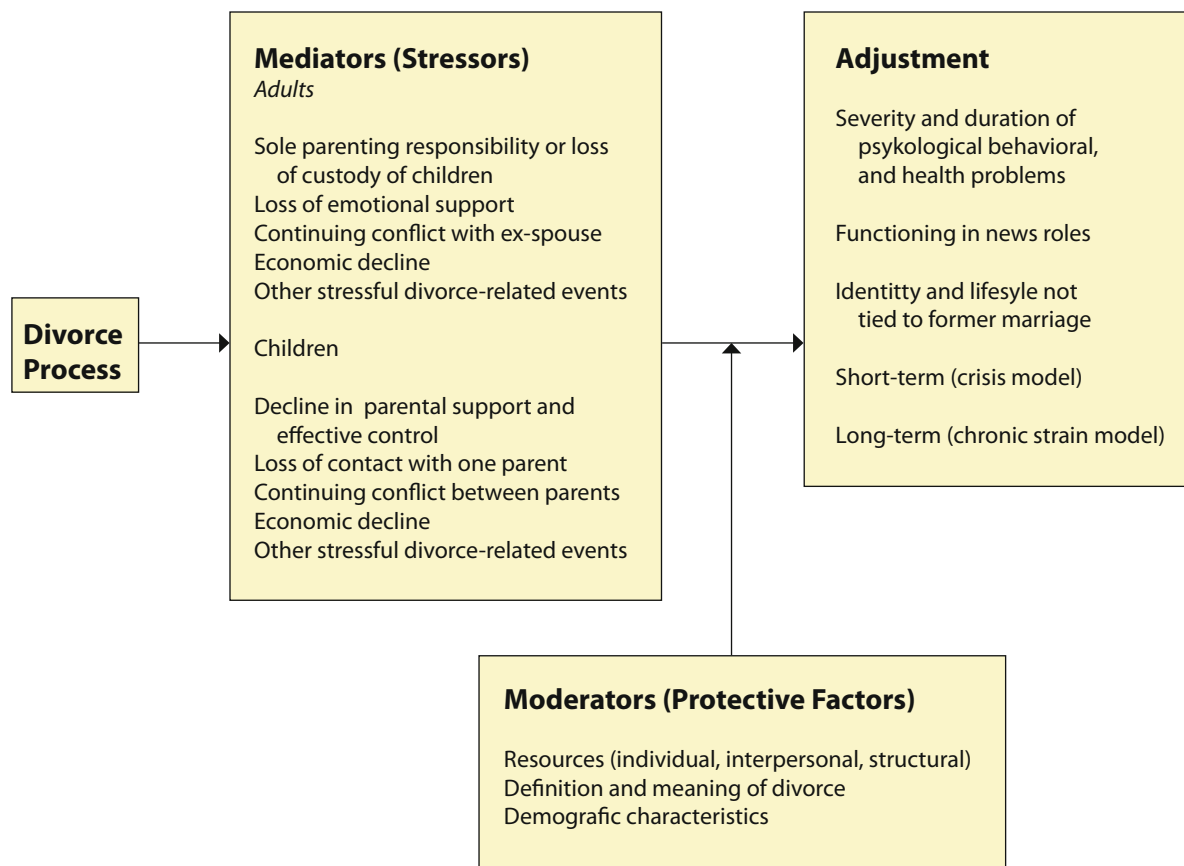 Divorce
Process
Mediators (Stressors)
Adults
Sole parenting responsibility or loss
of custody of children
Loss of emotional support
Continuing conflict with ex-spouse
Economic decline
Other stressful divorce-related events
Children
Decline in parental support and
effective control
Loss of contact with one parent
Continuing conflict between parents
Economic decline
Other stressful divorce-related events
Adjustment
Severity and duration of
psykological behavioral,
and health problems
Functioning in news roles
Identitty and lifesyle not
tied to former marriage
Short-term (crisis model)
Long-term (chronic strain model)
Moderators (Protective Factors)
Resources (individual, interpersonal, structural)
Definition and meaning of divorce
Demografic characteristics